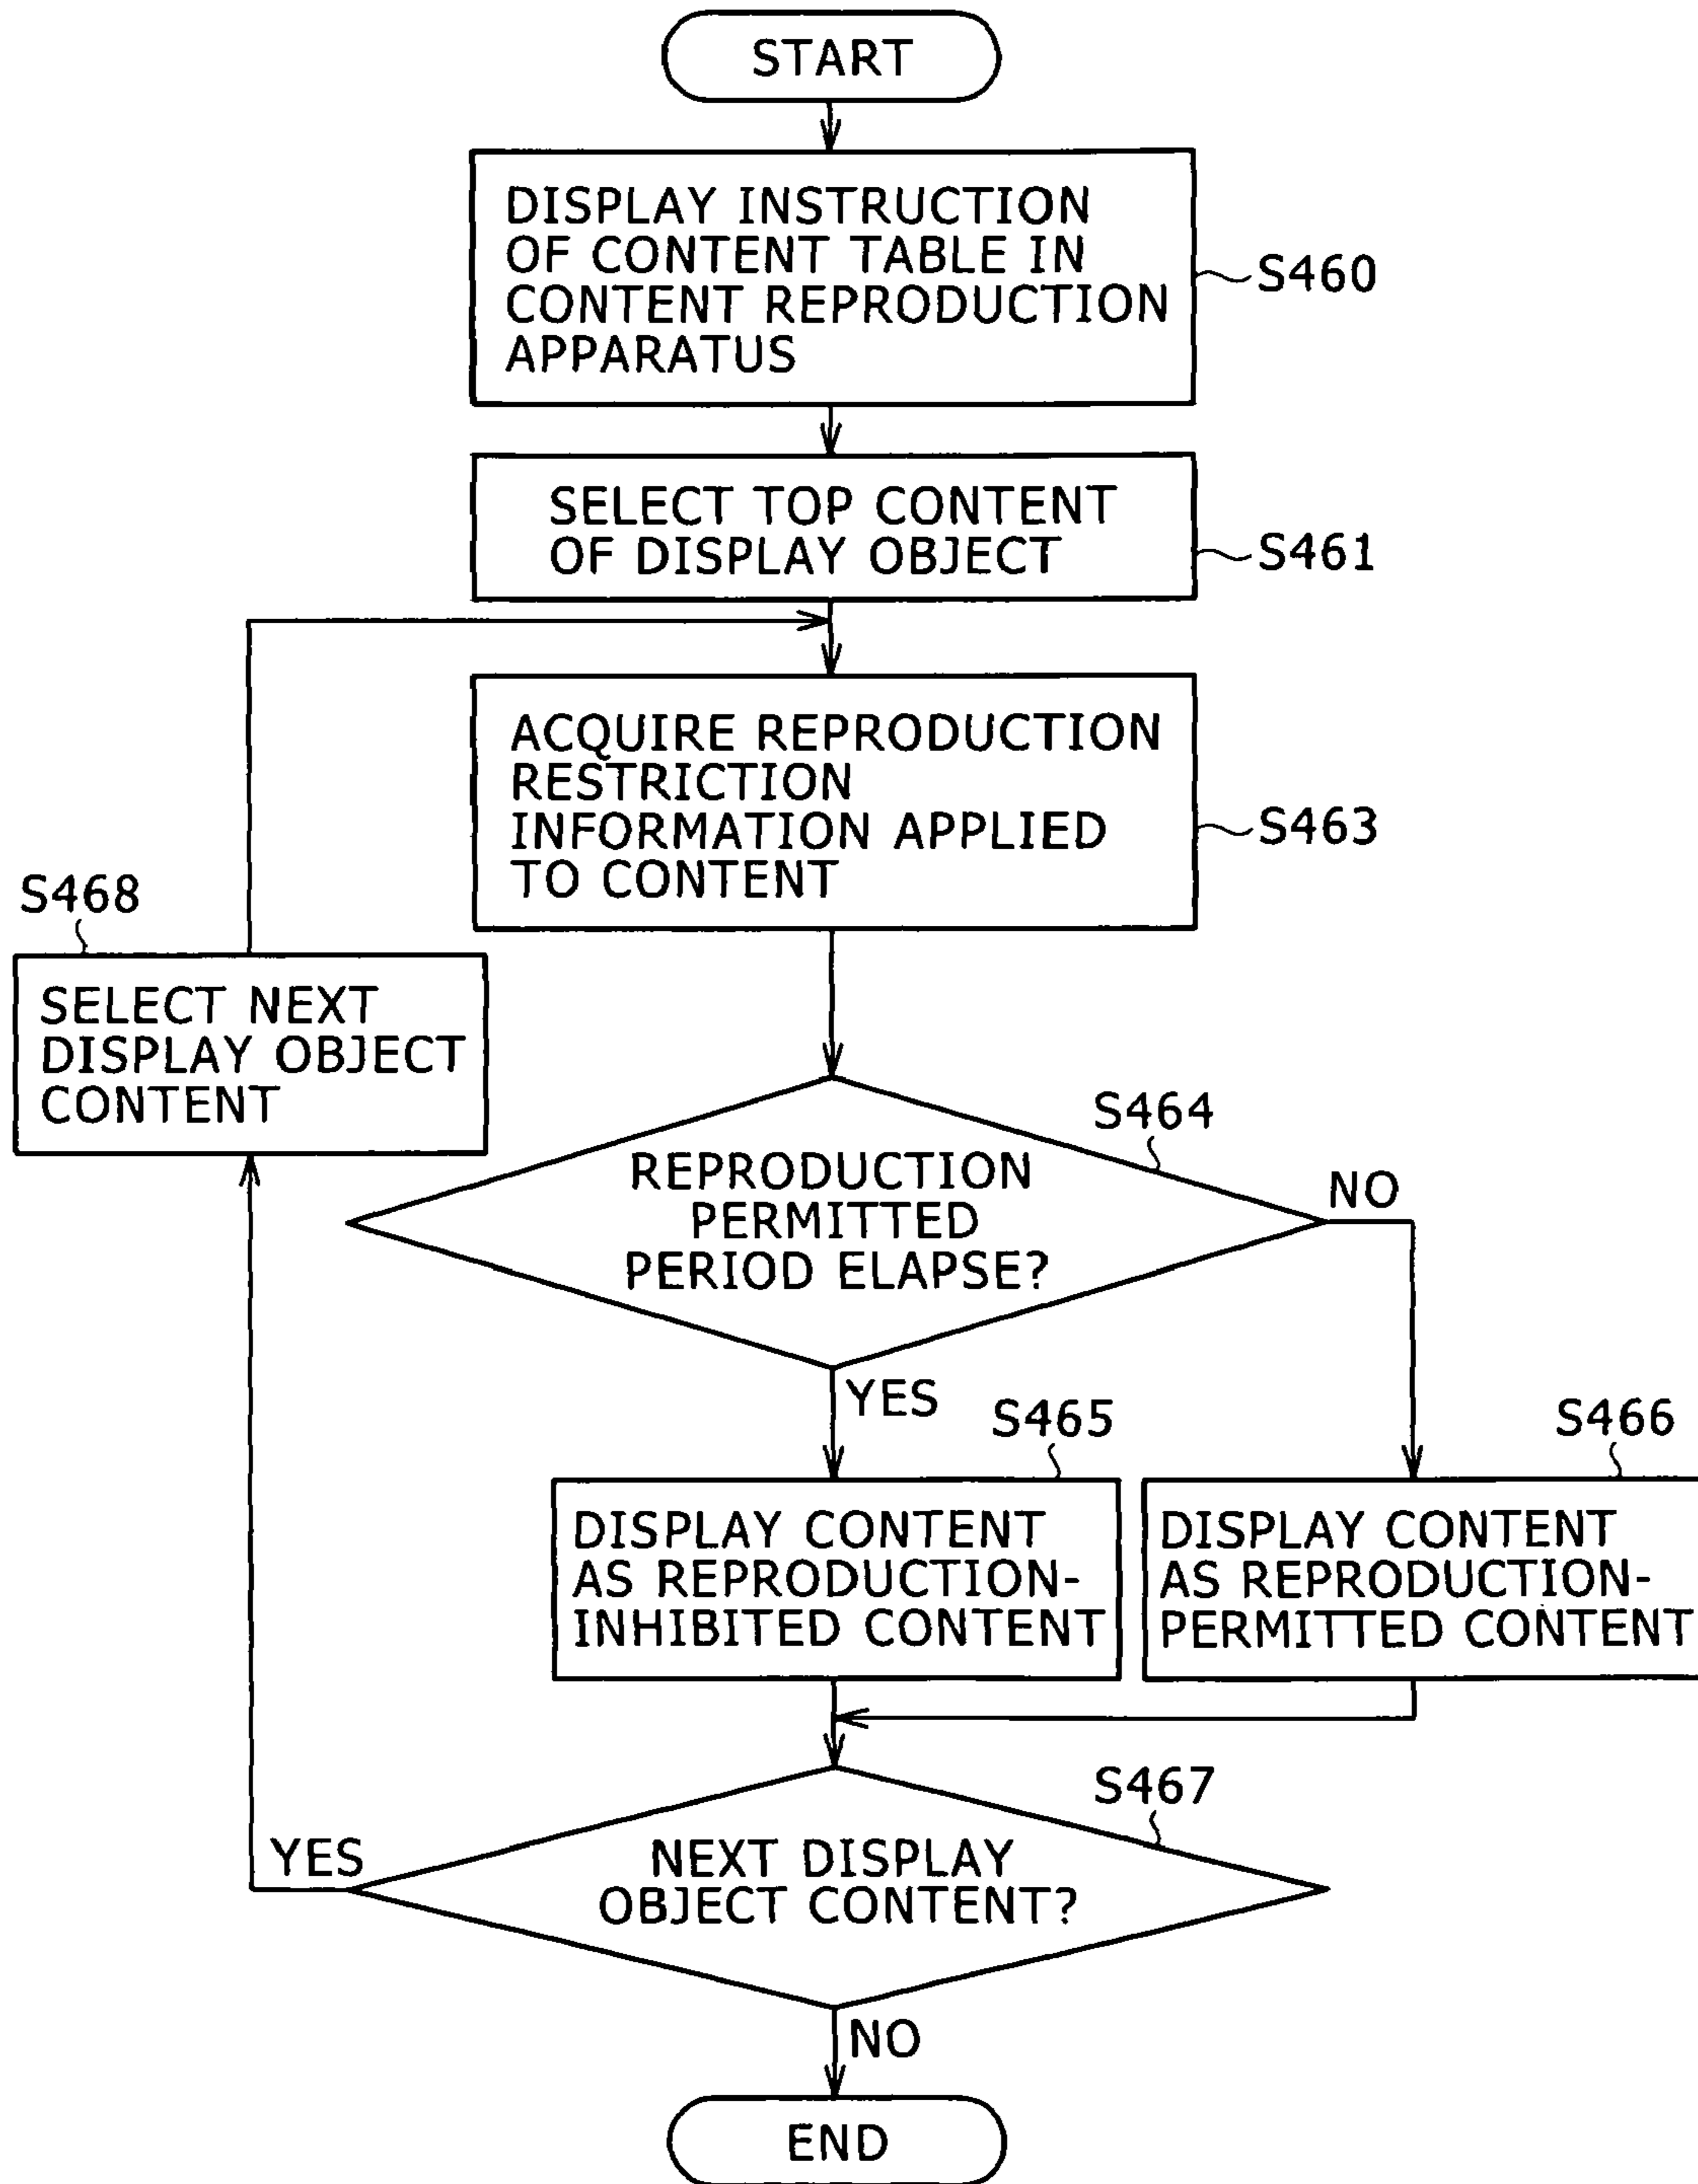 START
DISPLAY INSTRUCTION
OF CONTENT TABLE IN
CONTENT REPRODUCTION
APPARATUS
S460
SELECT TOP CONTENT
OF DISPLAY OBJECT
S461
ACQUIRE REPRODUCTION
RESTRICTION
INFORMATION APPLIED
TO CONTENT
S463
S468
SELECT NEXT
DISPLAY OBJECT
CONTENT
S464
REPRODUCTION
PERMITTED
PERIOD ELAPSE?
NO
YES
S465
DISPLAY CONTENT
AS REPRODUCTION-
INHIBITED CONTENT
S466
DISPLAY CONTENT
AS REPRODUCTION-
PERMITTED CONTENT
S467
NEXT DISPLAY
OBJECT CONTENT?
YES
NO
END